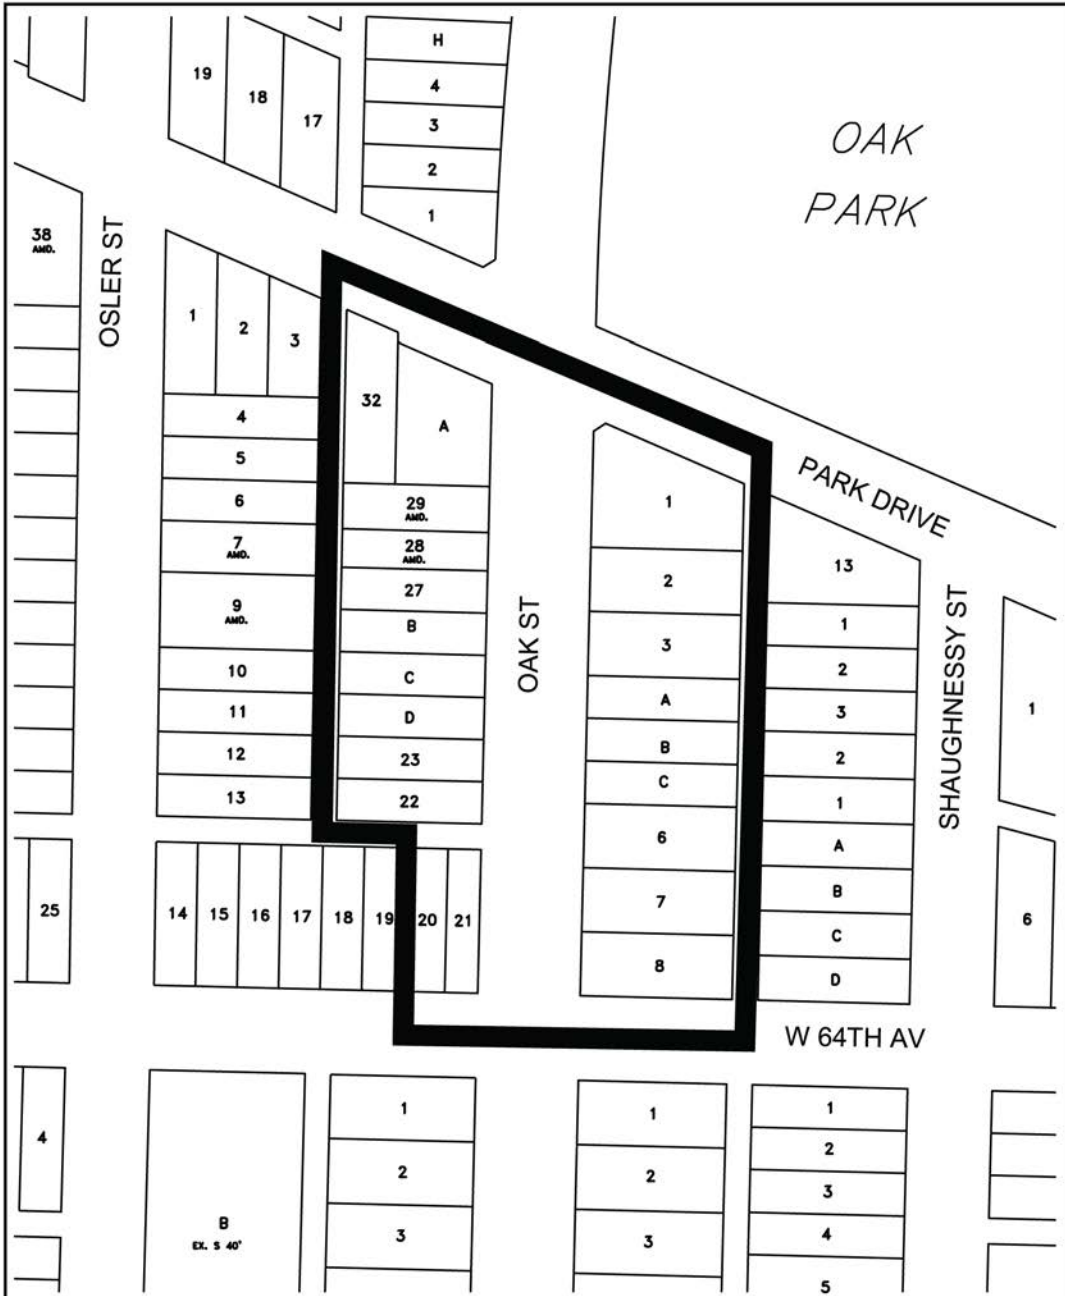 H
4
3
2
1
19
18
17
OAK
PARK
38
AMD.
OSLER ST
1
2
3
4
5
6
7
AMD.
9
AMD.
10
11
12
13
32
A
29
AMD.
28
AMD.
27
B
C
D
23
22
OAK ST
1
2
3
A
B
C
6
7
8
PARK DRIVE
13
1
2
3
2
1
A
B
C
D
SHAUGHNESSY ST
1
6
25
14
15
16
17
18
19
20
21
W 64TH AV
4
B
EX. S 40'
1
2
3
1
2
3
1
2
3
4
5